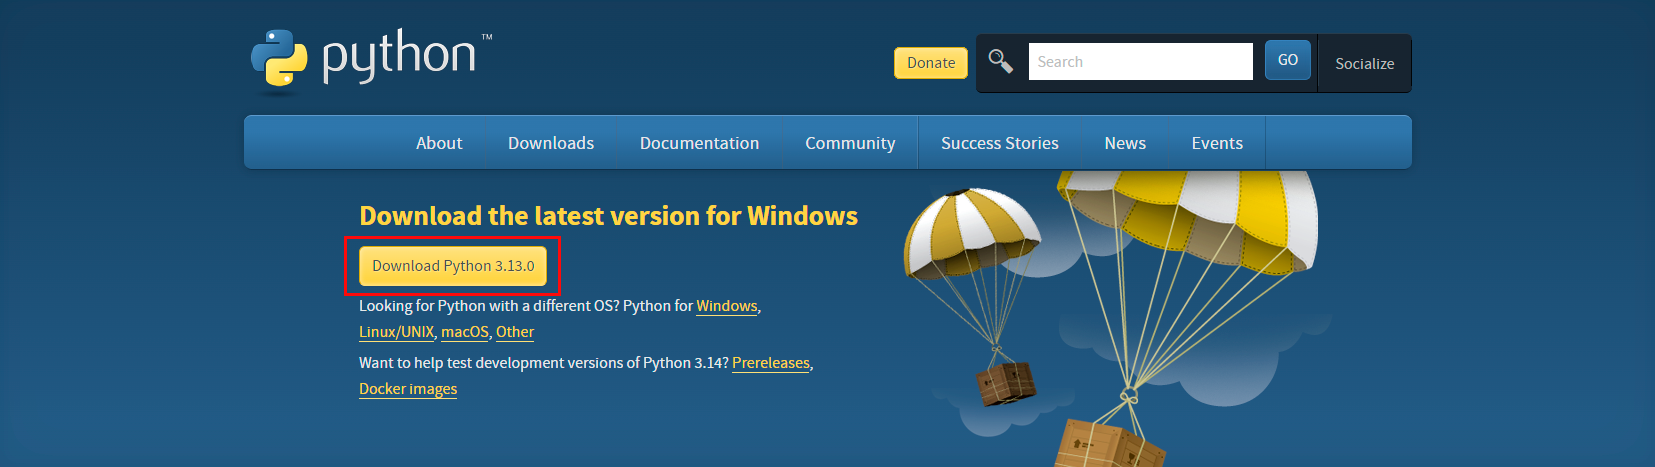 python™
Donate
Search
GO
Socialize
About Downloads Documentation Community Success Stories News Events
Download the latest version for Windows
Download Python 3.13.0
Looking for Python with a different OS? Python for Windows,
Linux/UNIX, macOS, Other
Want to help test development versions of Python 3.14? Prereleases,
Docker images